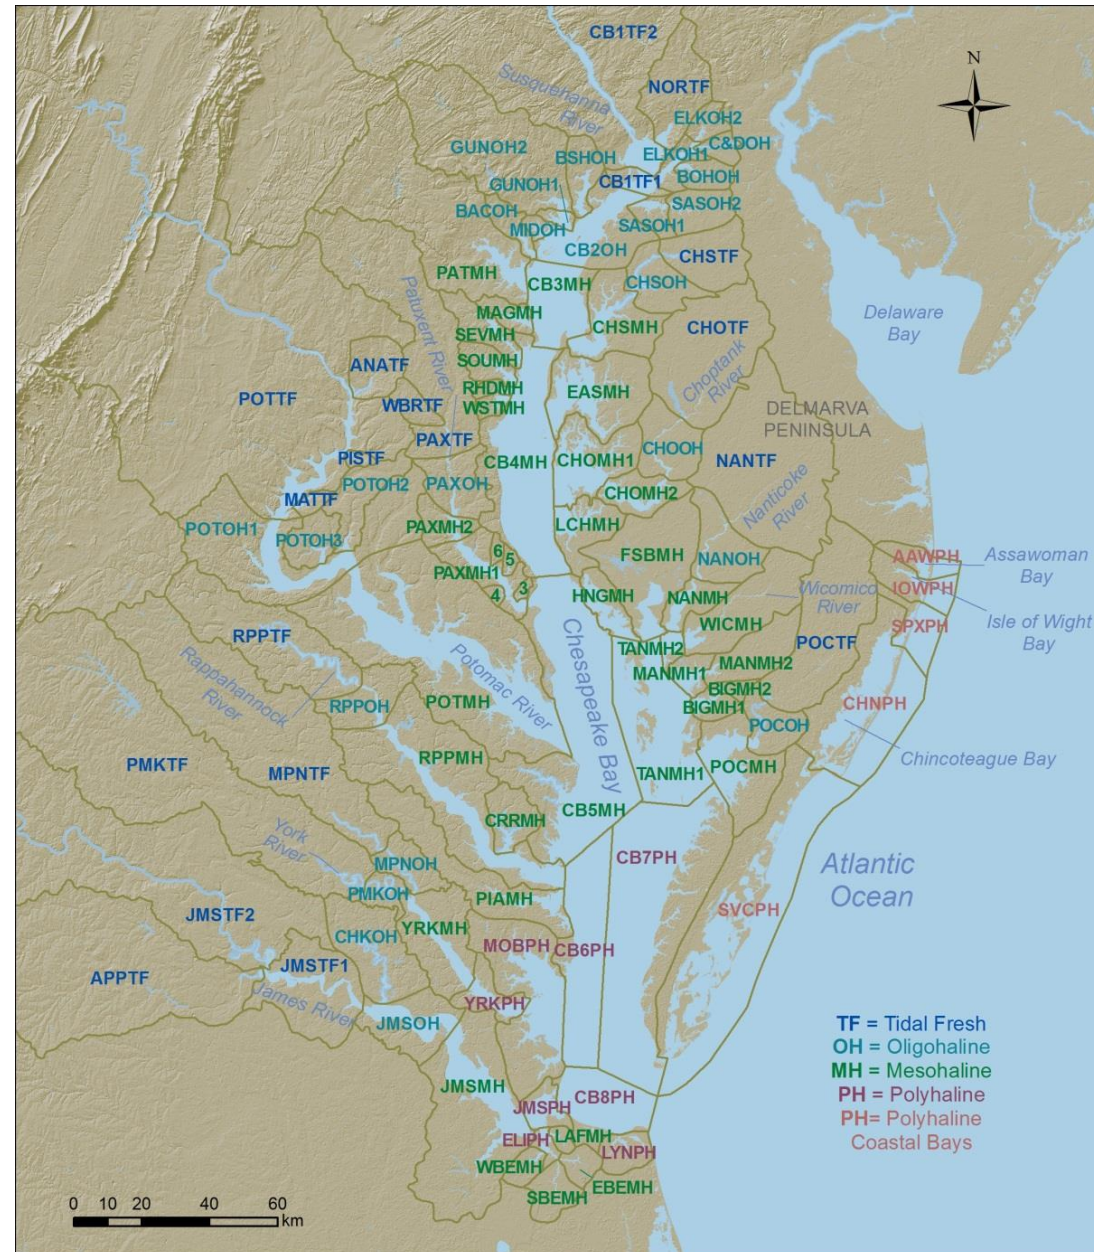 CB1TF2
N
NORTF
Susquehanna
River
ELKOH2
C&DOH
GUNOH2
BSHOH
ELKOH1
BOHOH
CB1TF1
GUNOH1
SASOH2
BACOH
MIDOH
SASOH1
CB2OH
CHSTF
PATMH
CB3MH
CHSOH
Patuxent River
MAGMH
SEVMH
CHSMH
CHOTF
Delaware
Bay
SOUMH
ANATF
Choptank
River
RHDMH
EASMH
POTTF
WBRTF
WSTMH
DELMARVA
PENINSULA
PAXTF
CHOOH
PISTF
CB4MH
CHOMH1
NANTF
POTOH2
PAXOH
MATTF
CHOMH2
Nanticoke
River
POTOH1
PAXMH2
LCHMH
POTOH3
6
5
FSBMH
NANOH
AAWPH
Assawoman
Bay
PAXMH1
3
4
HNGMH
NANMH
Wicomico
River
IOWPH
Isle of Wight
Bay
WICMH
SPXPH
RPPTF
Chesapeake Bay
TANMH2
POCTF
Rappahannock
River
Potomac River
MANMH2
MANMH1
BIGMH2
POTMH
CHNPH
RPPOH
BIGMH1
POCOH
RPPMH
Chincoteague Bay
PMKTF
MPNTF
TANMH1
POCMH
CB5MH
CRRMH
York
River
CB7PH
MPNOH
Atlantic
Ocean
PMKOH
PIAMH
JMSTF2
SVCPH
YRKMH
CHKOH
MOBPH
CB6PH
JMSTF1
APPTF
James River
YRKPH
JMSOH
TF = Tidal Fresh
OH = Oligohaline
MH = Mesohaline
PH = Polyhaline
PH= Polyhaline
Coastal Bays
JMSMH
CB8PH
JMSPH
LAFMH
ELIPH
LYNPH
WBEMH
EBEMH
SBEMH
0 10 20 40 60
km